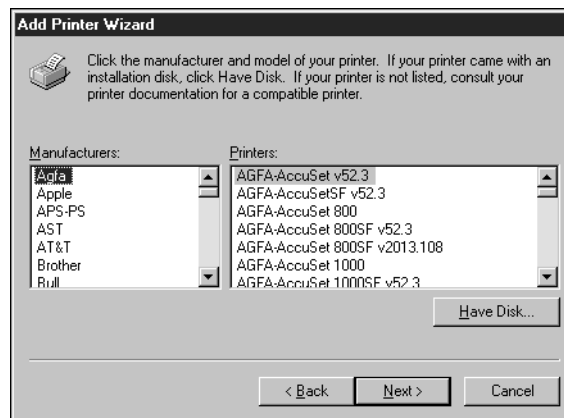 Add Printer Wizard
Click the manufacturer and model of your printer. If your printer came with an
installation disk, click Have Disk. If your printer is not listed, consult your
printer documentation for a compatible printer.
Manufacturers:
Agfa
Apple
APS-PS
AST
AT&T
Brother
Bull
Printers:
AGFA-AccuSet v52.3
AGFA-AccuSetSF v52.3
AGFA-AccuSet 800
AGFA-AccuSet 800SF v52.3
AGFA-AccuSet 800SF v2013.108
AGFA-AccuSet 1000
AGFA-AccuSet 1000SF v52.3
Have Disk...
< Back
Next >
Cancel